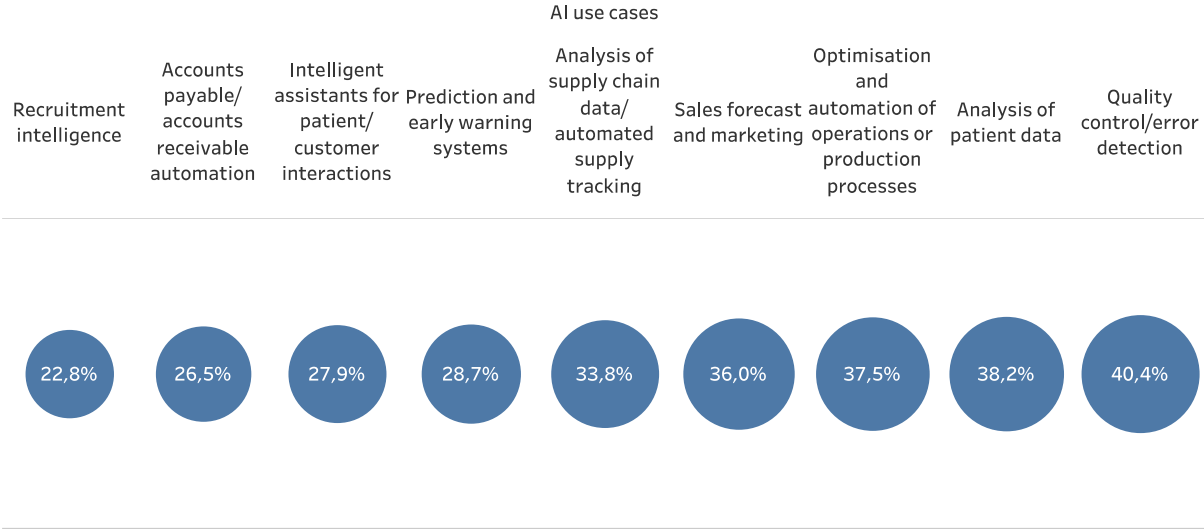 AI use cases
Recruitment
intelligence
Accounts
payable/
accounts
receivable
automation
Intelligent
assistants for
patient/
customer
interactions
Prediction and
early warning
systems
Analysis of
supply chain
data/
automated
supply
tracking
Sales forecast
and marketing
Optimisation
and
automation of
operations or
production
processes
Analysis of
patient data
Quality
control/error
detection
22,8%
26,5%
27,9%
28,7%
33,8%
36,0%
37,5%
38,2%
40,4%